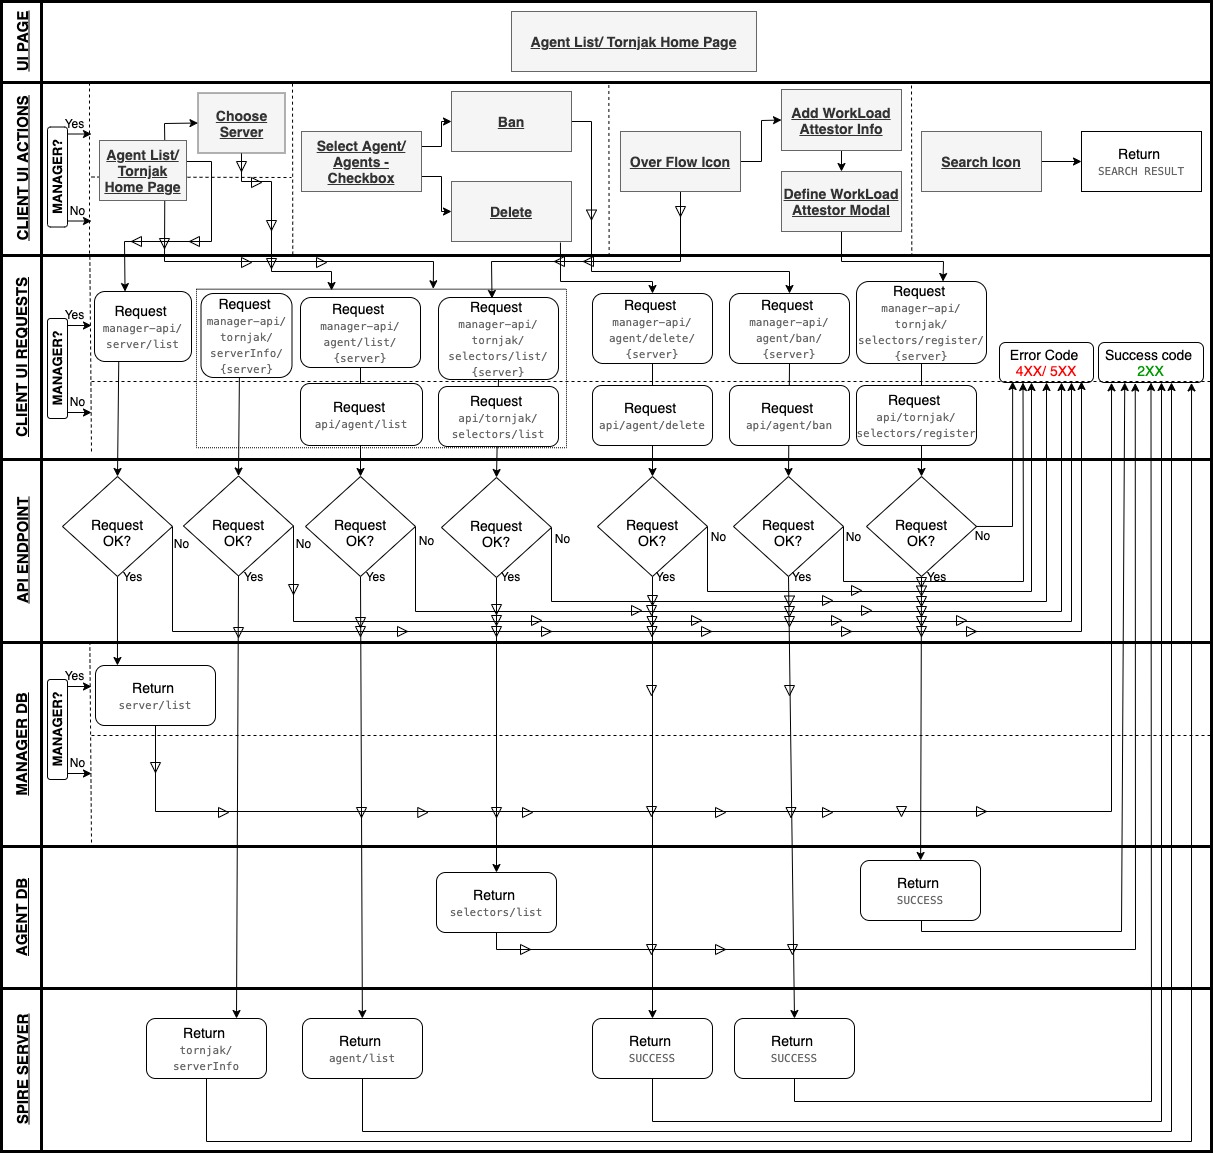 UI PAGE
Agent List/ Tornjak Home Page
CLIENT UI ACTIONS
MANAGER?
Yes
No
Agent List/
Tornjak
Home Page
Choose
Server
Select Agent/
Agents -
Checkbox
Ban
Delete
Over Flow Icon
Add WorkLoad
Attestor Info
Define WorkLoad
Attestor Modal
Search Icon
Return
SEARCH RESULT
CLIENT UI REQUESTS
MANAGER?
Yes
No
Request
manager-api/
server/list
Request
manager-api/
tornjak/
serverInfo/
{server}
Request
manager-api/
agent/list/
{server}
Request
manager-api/
tornjak/
selectors/list/
{server}
Request
manager-api/
agent/delete/
{server}
Request
manager-api/
agent/ban/
{server}
Request
manager-api/
tornjak/
selectors/register/
{server}
Error Code
4XX/ 5XX
Success code
2XX
Request
api/agent/list
Request
api/tornjak/
selectors/list
Request
api/agent/delete
Request
api/agent/ban
Request
api/tornjak/
selectors/register
API ENDPOINT
Request
OK?
No
Yes
Request
OK?
No
Yes
Request
OK?
No
Yes
Request
OK?
No
Yes
Request
OK?
No
Yes
Request
OK?
No
Yes
Request
OK?
No
Yes
MANAGER DB
MANAGER?
Yes
No
Return
server/list
AGENT DB
Return
selectors/list
Return
SUCCESS
SPIRE SERVER
Return
tornjak/
serverInfo
Return
agent/list
Return
SUCCESS
Return
SUCCESS